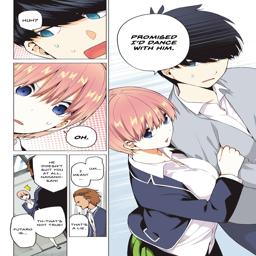 HUH?
PROMISED
I'D DANCE
WITH HIM.
OH,
UM...
I
MEAN...
HE
DOESN'T
SUIT YOU
AT ALL,
NAKANO-
SAN!
TH-THAT'S
NOT TRUE!
FUTARO
IS...
THAT'S
A LIE.